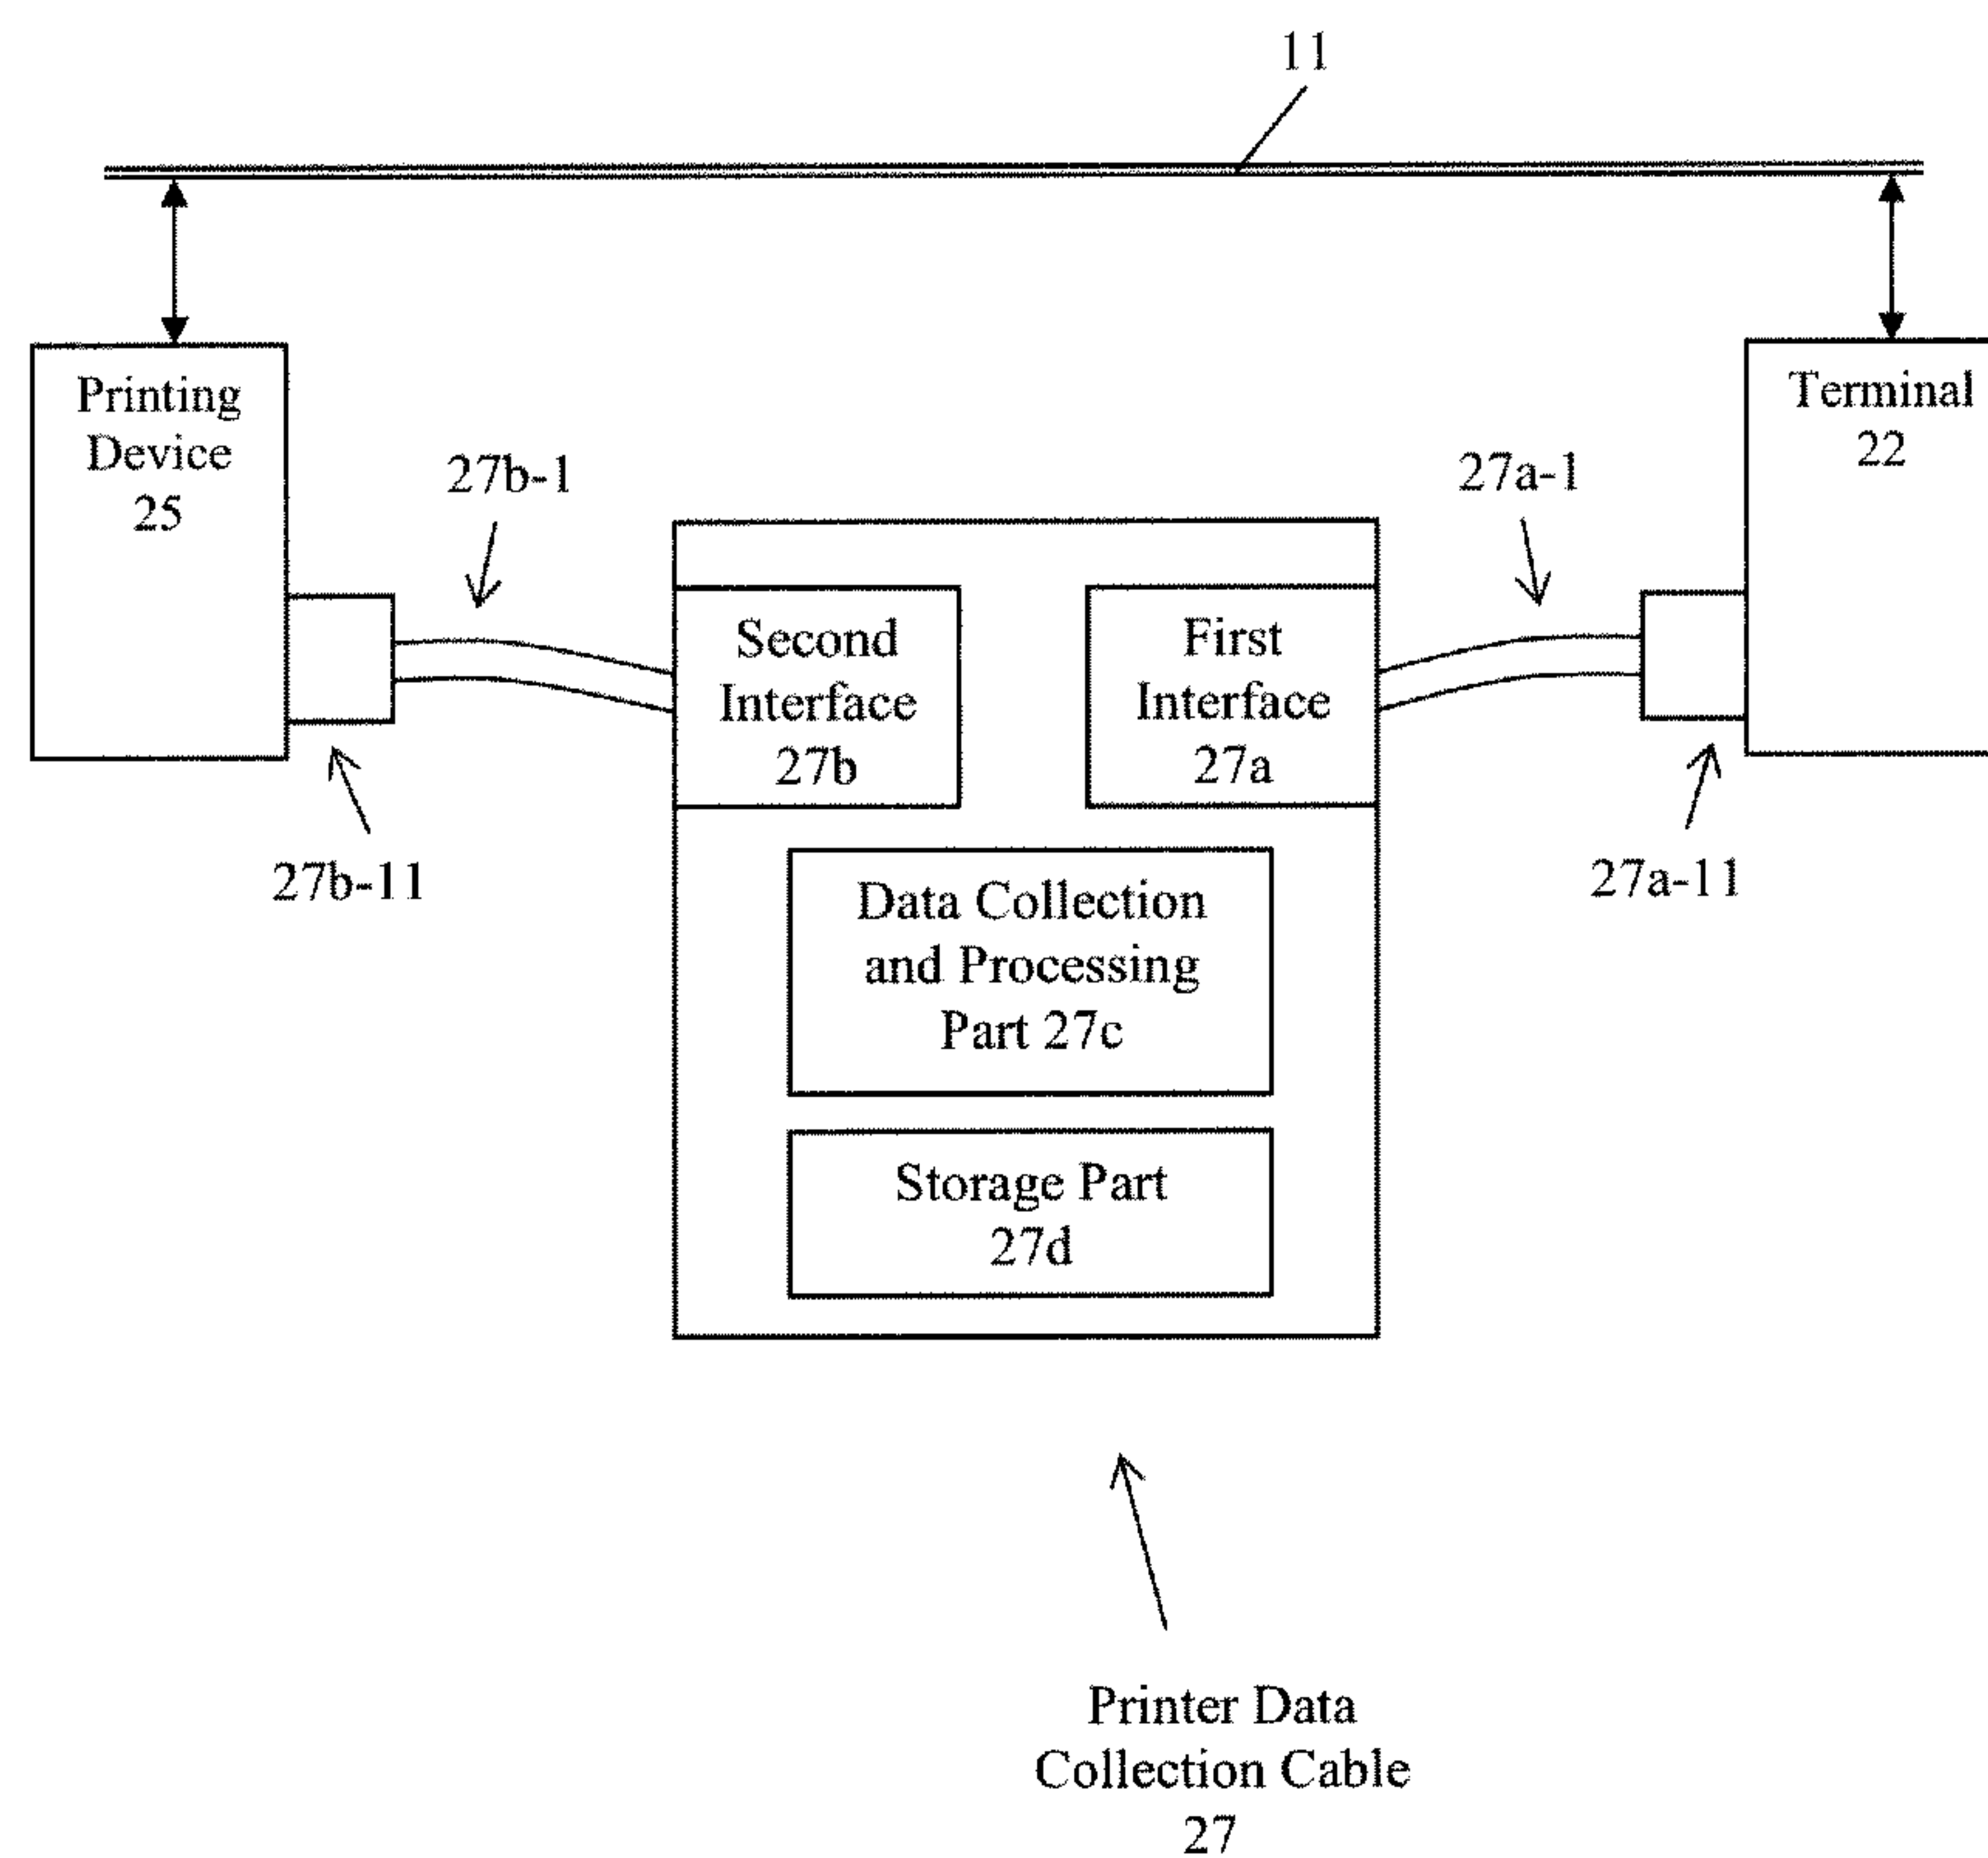 11
Printing
Device
25
Terminal
22
27b-1
27a-1
Second
Interface
27b
First
Interface
27a
27b-11
27a-11
Data Collection
and Processing
Part 27c
Storage Part
27d
Printer Data
Collection Cable
27